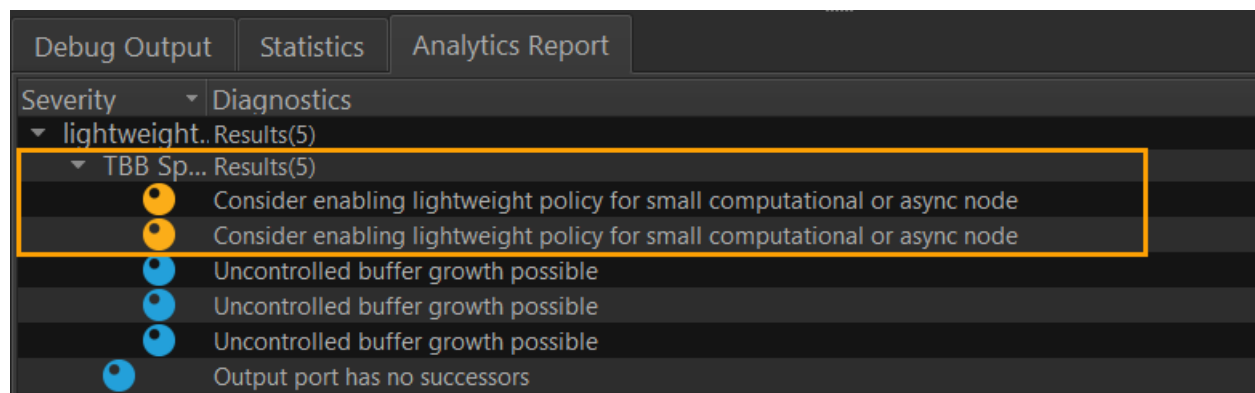 Debug Output Statistics Analytics Report
Severity Diagnostics
lightweight.. Results(5)
TBB Sp... Results(5)
Consider enabling lightweight policy for small computational or async node
Consider enabling lightweight policy for small computational or async node
Uncontrolled buffer growth possible
Uncontrolled buffer growth possible
Uncontrolled buffer growth possible
Output port has no successors